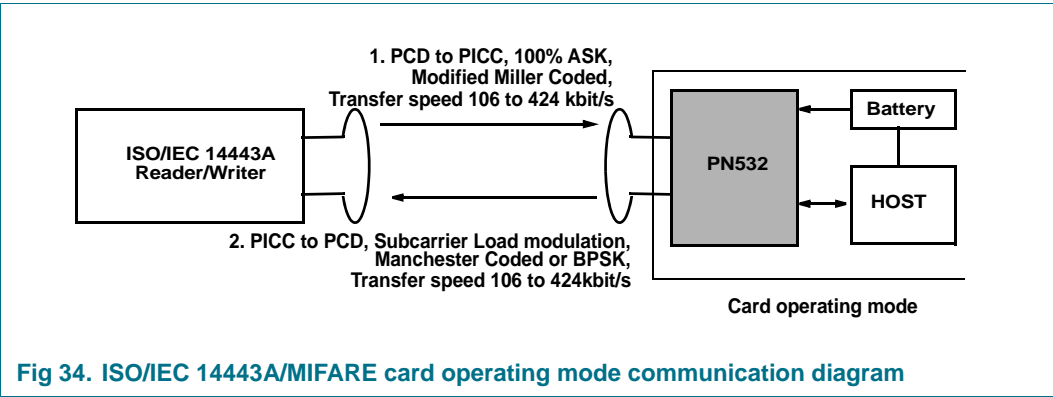 1. PCD to PICC, 100% ASK,
Modified Miller Coded,
Transfer speed 106 to 424 kbit/s
ISO/IEC 14443A
Reader/Writer
PN532
Battery
HOST
2. PICC to PCD, Subcarrier Load modulation,
Manchester Coded or BPSK,
Transfer speed 106 to 424kbit/s
Card operating mode
Fig 34. ISO/IEC 14443A/MIFARE card operating mode communication diagram